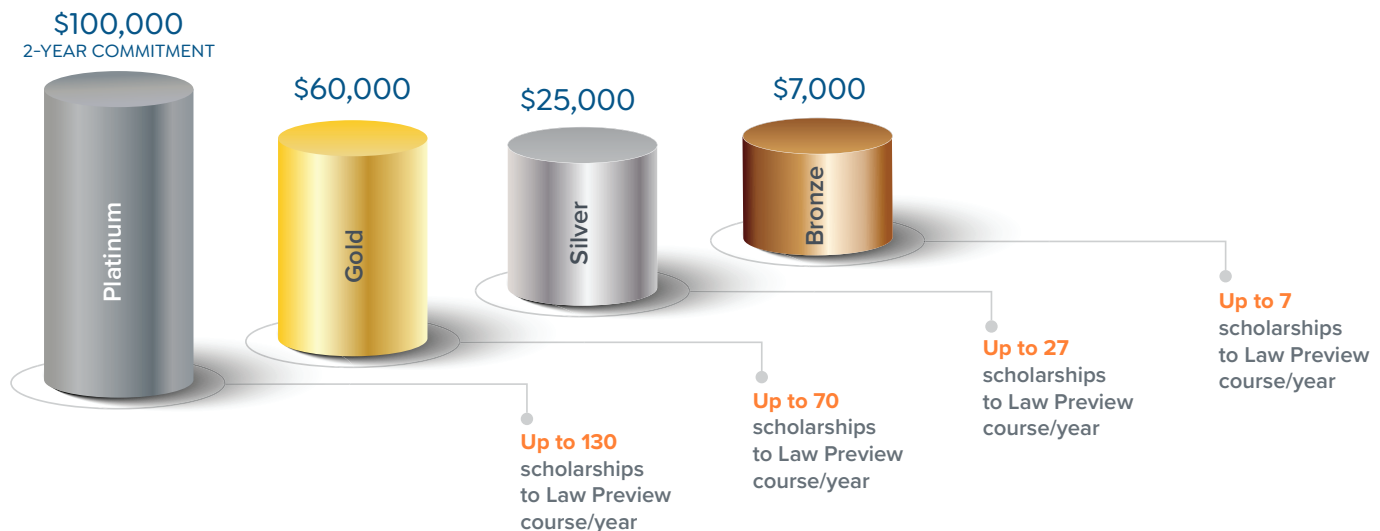 $100,000
2-YEAR COMMITMENT
$60,000
$25,000
$7,000
Platinum
Gold
Silver
Bronze
Up to 130
scholarships
to Law Preview
course/year
Up to 70
scholarships
to Law Preview
course/year
Up to 27
scholarships
to Law Preview
course/year
Up to 7
scholarships
to Law Preview
course/year